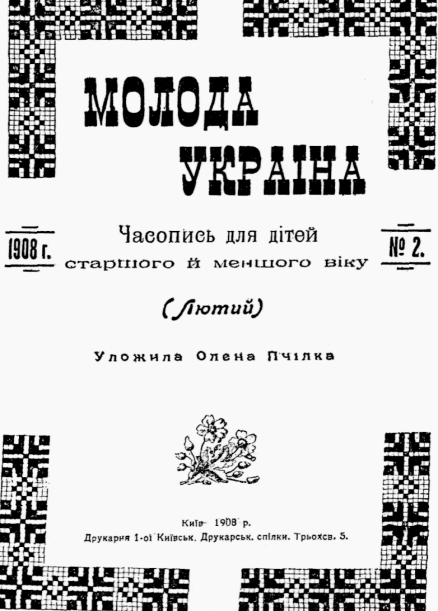 МОЛОДА
УКРАІНА
1908 г.
Часопись для дітей
№ 2.
старшого й меншого віку
(Лютий)
Уложила Олена Пчілка
Київ 1908 р.
Друкарня 1-ої Київськ. Друкарськ. спілки. Трьохсв. 5.